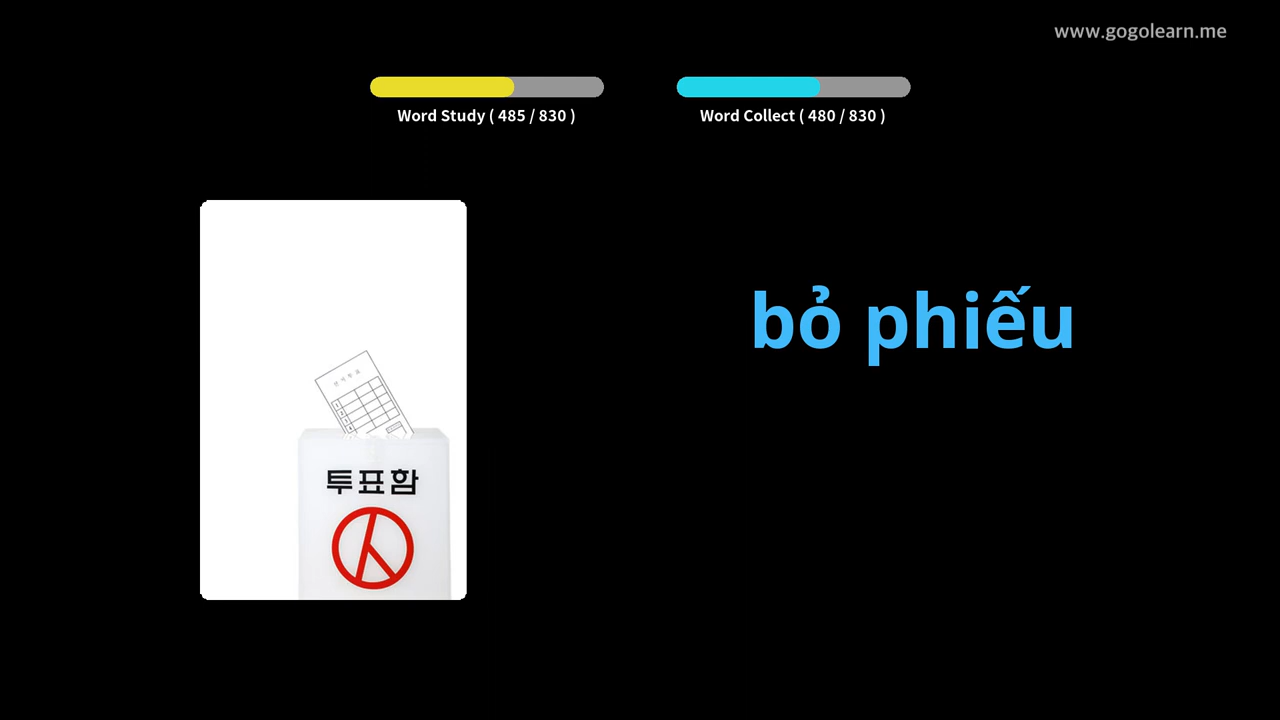 www.gogolearn.me
Word Study ( 485 / 830 )
Word Collect ( 480 / 830 )
bỏ phiếu
투표함